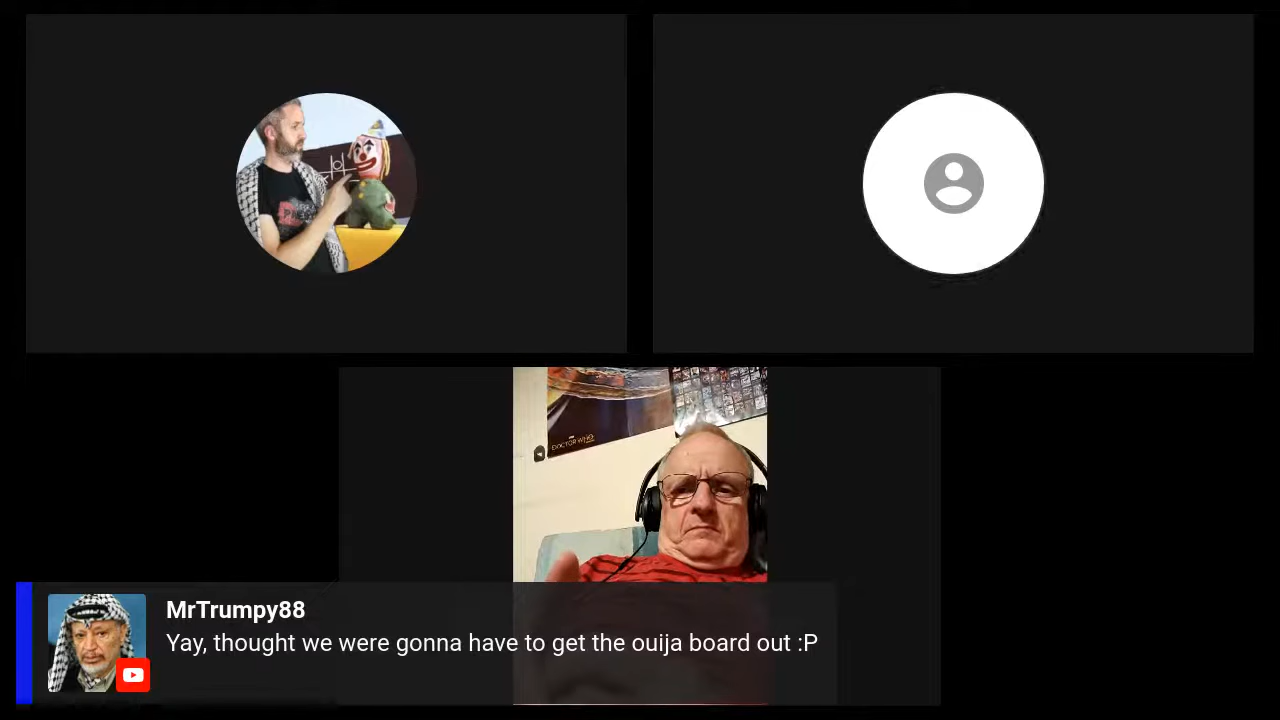 DOCTOR WHO
MrTrumpy88
Yay, thought we were gonna have to get the ouija board out :P